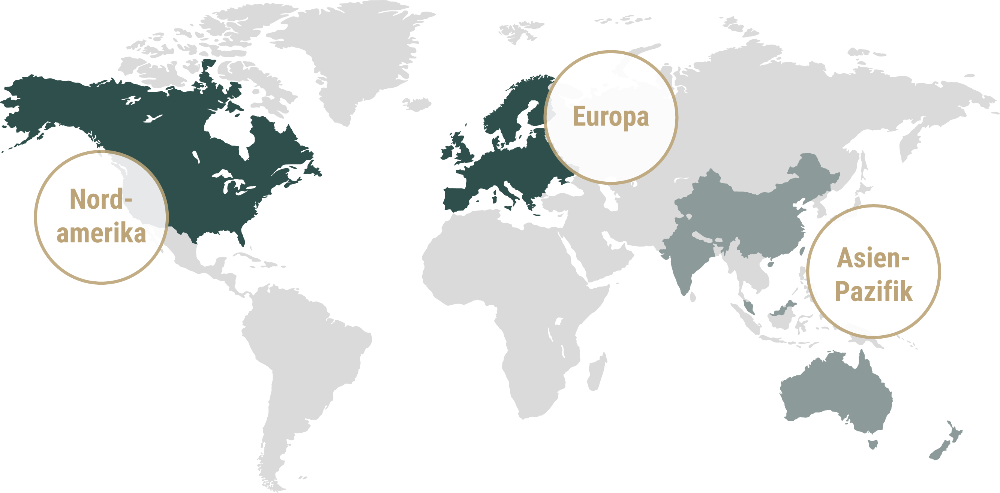 Europa
Nord-
amerika
Asien-
Pazifik